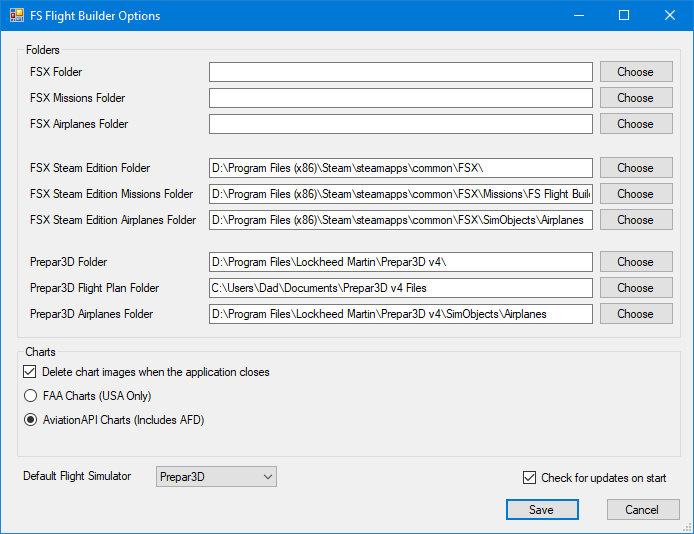 FS Flight Builder Options
Folders
FSX Folder Choose
FSX Missions Folder Choose
FSX Airplanes Folder Choose
FSX Steam Edition Folder D:\Program Files (x86)\Steam\steamapps\common\FSX\ Choose
FSX Steam Edition Missions Folder D:\Program Files (x86)\Steam\steamapps\common\FSX\Missions\FS Flight Buil Choose
FSX Steam Edition Airplanes Folder D:\Program Files (x86)\Steam\steamapps\common\FSX\SimObjects\Airplanes Choose
Prepar3D Folder D:\Program Files\Lockheed Martin\Prepar3D v4\ Choose
Prepar3D Flight Plan Folder C:\Users\Dad\Documents\Prepar3D v4 Files Choose
Prepar3D Airplanes Folder D:\Program Files\Lockheed Martin\Prepar3D v4\SimObjects\Airplanes Choose
Charts
Delete chart images when the application closes
FAA Charts (USA Only)
AviationAPI Charts (Includes AFD)
Default Flight Simulator Prepar3D Check for updates on start
Save Cancel